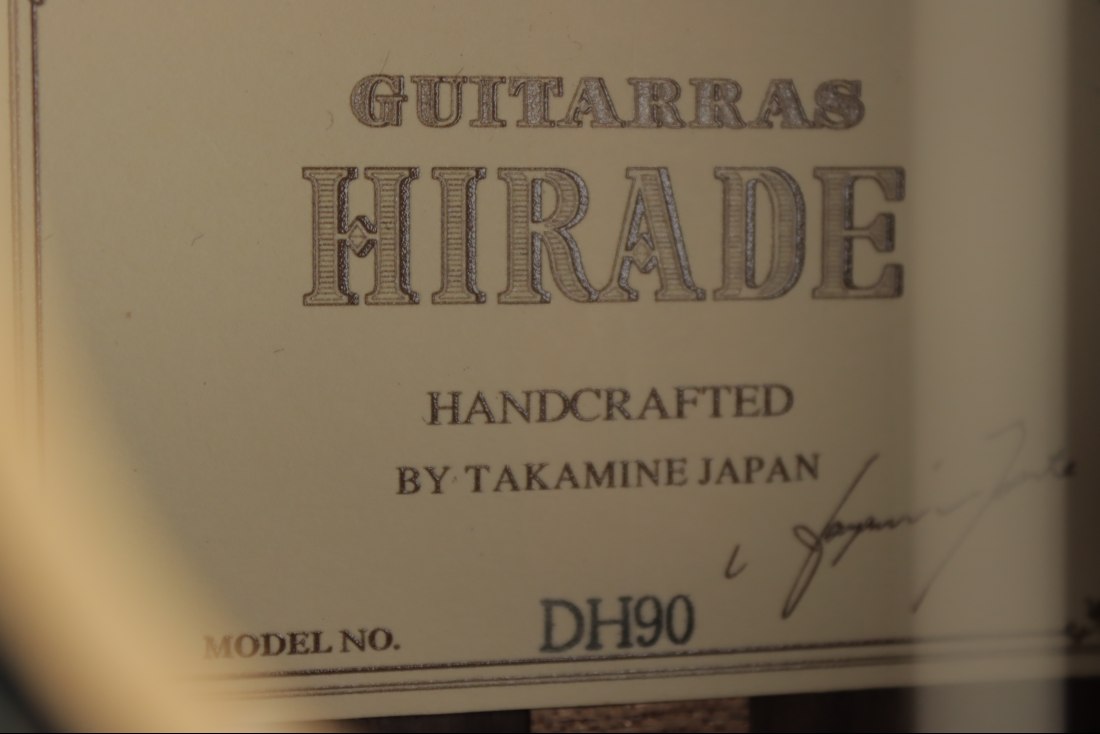 GUITARRAS
HIRADE
HANDCRAFTED
BY TAKAMINE JAPAN
MODEL NO. DH90